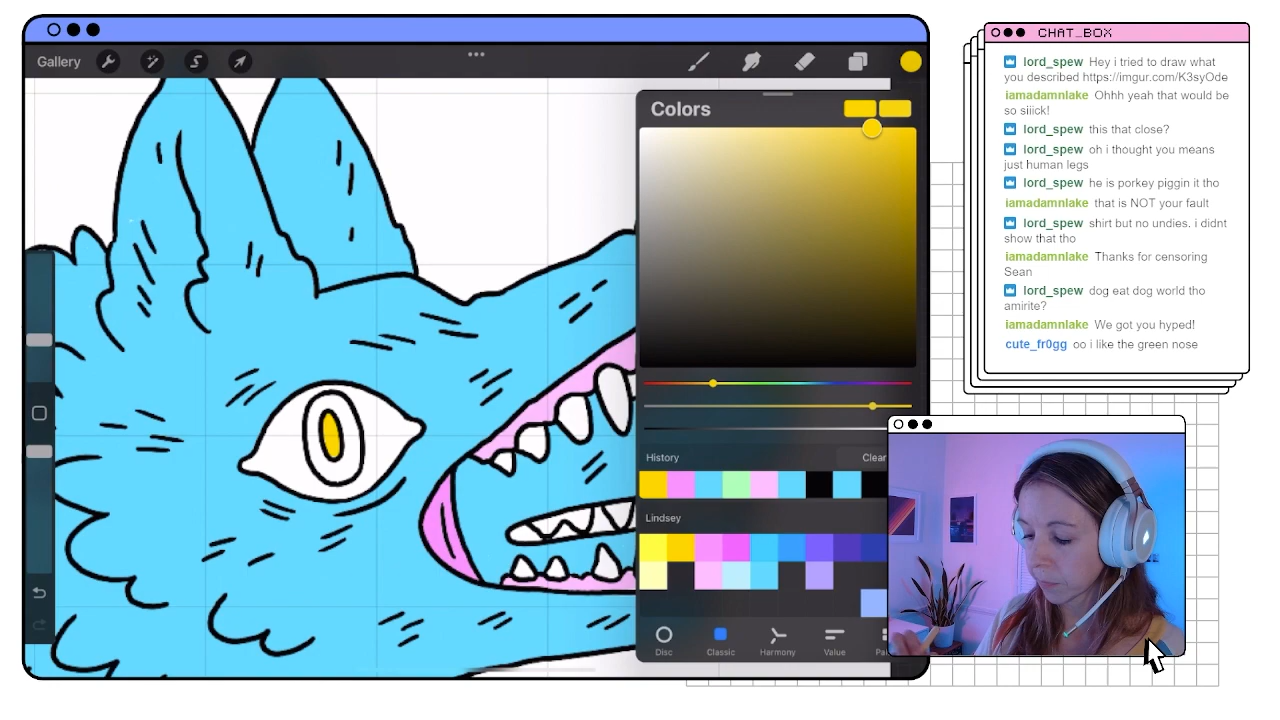 Gallery
Colors
History
Clear
Lindsey
Disc
Classic
Harmony
Value
CHAT_BOX
lord_spew Hey i tried to draw what
you described https://imgur.com/K3syOde
iamadamnlake Ohhh yeah that would be
so siiick!
lord_spew this that close?
lord_spew oh i thought you means
just human legs
lord_spew he is porkey piggin it tho
iamadamnlake that is NOT your fault
lord_spew shirt but no undies. i didnt
show that tho
iamadamnlake Thanks for censoring
Sean
lord_spew dog eat dog world tho
amirite?
iamadamnlake We got you hyped!
cute_fr0gg oo i like the green nose